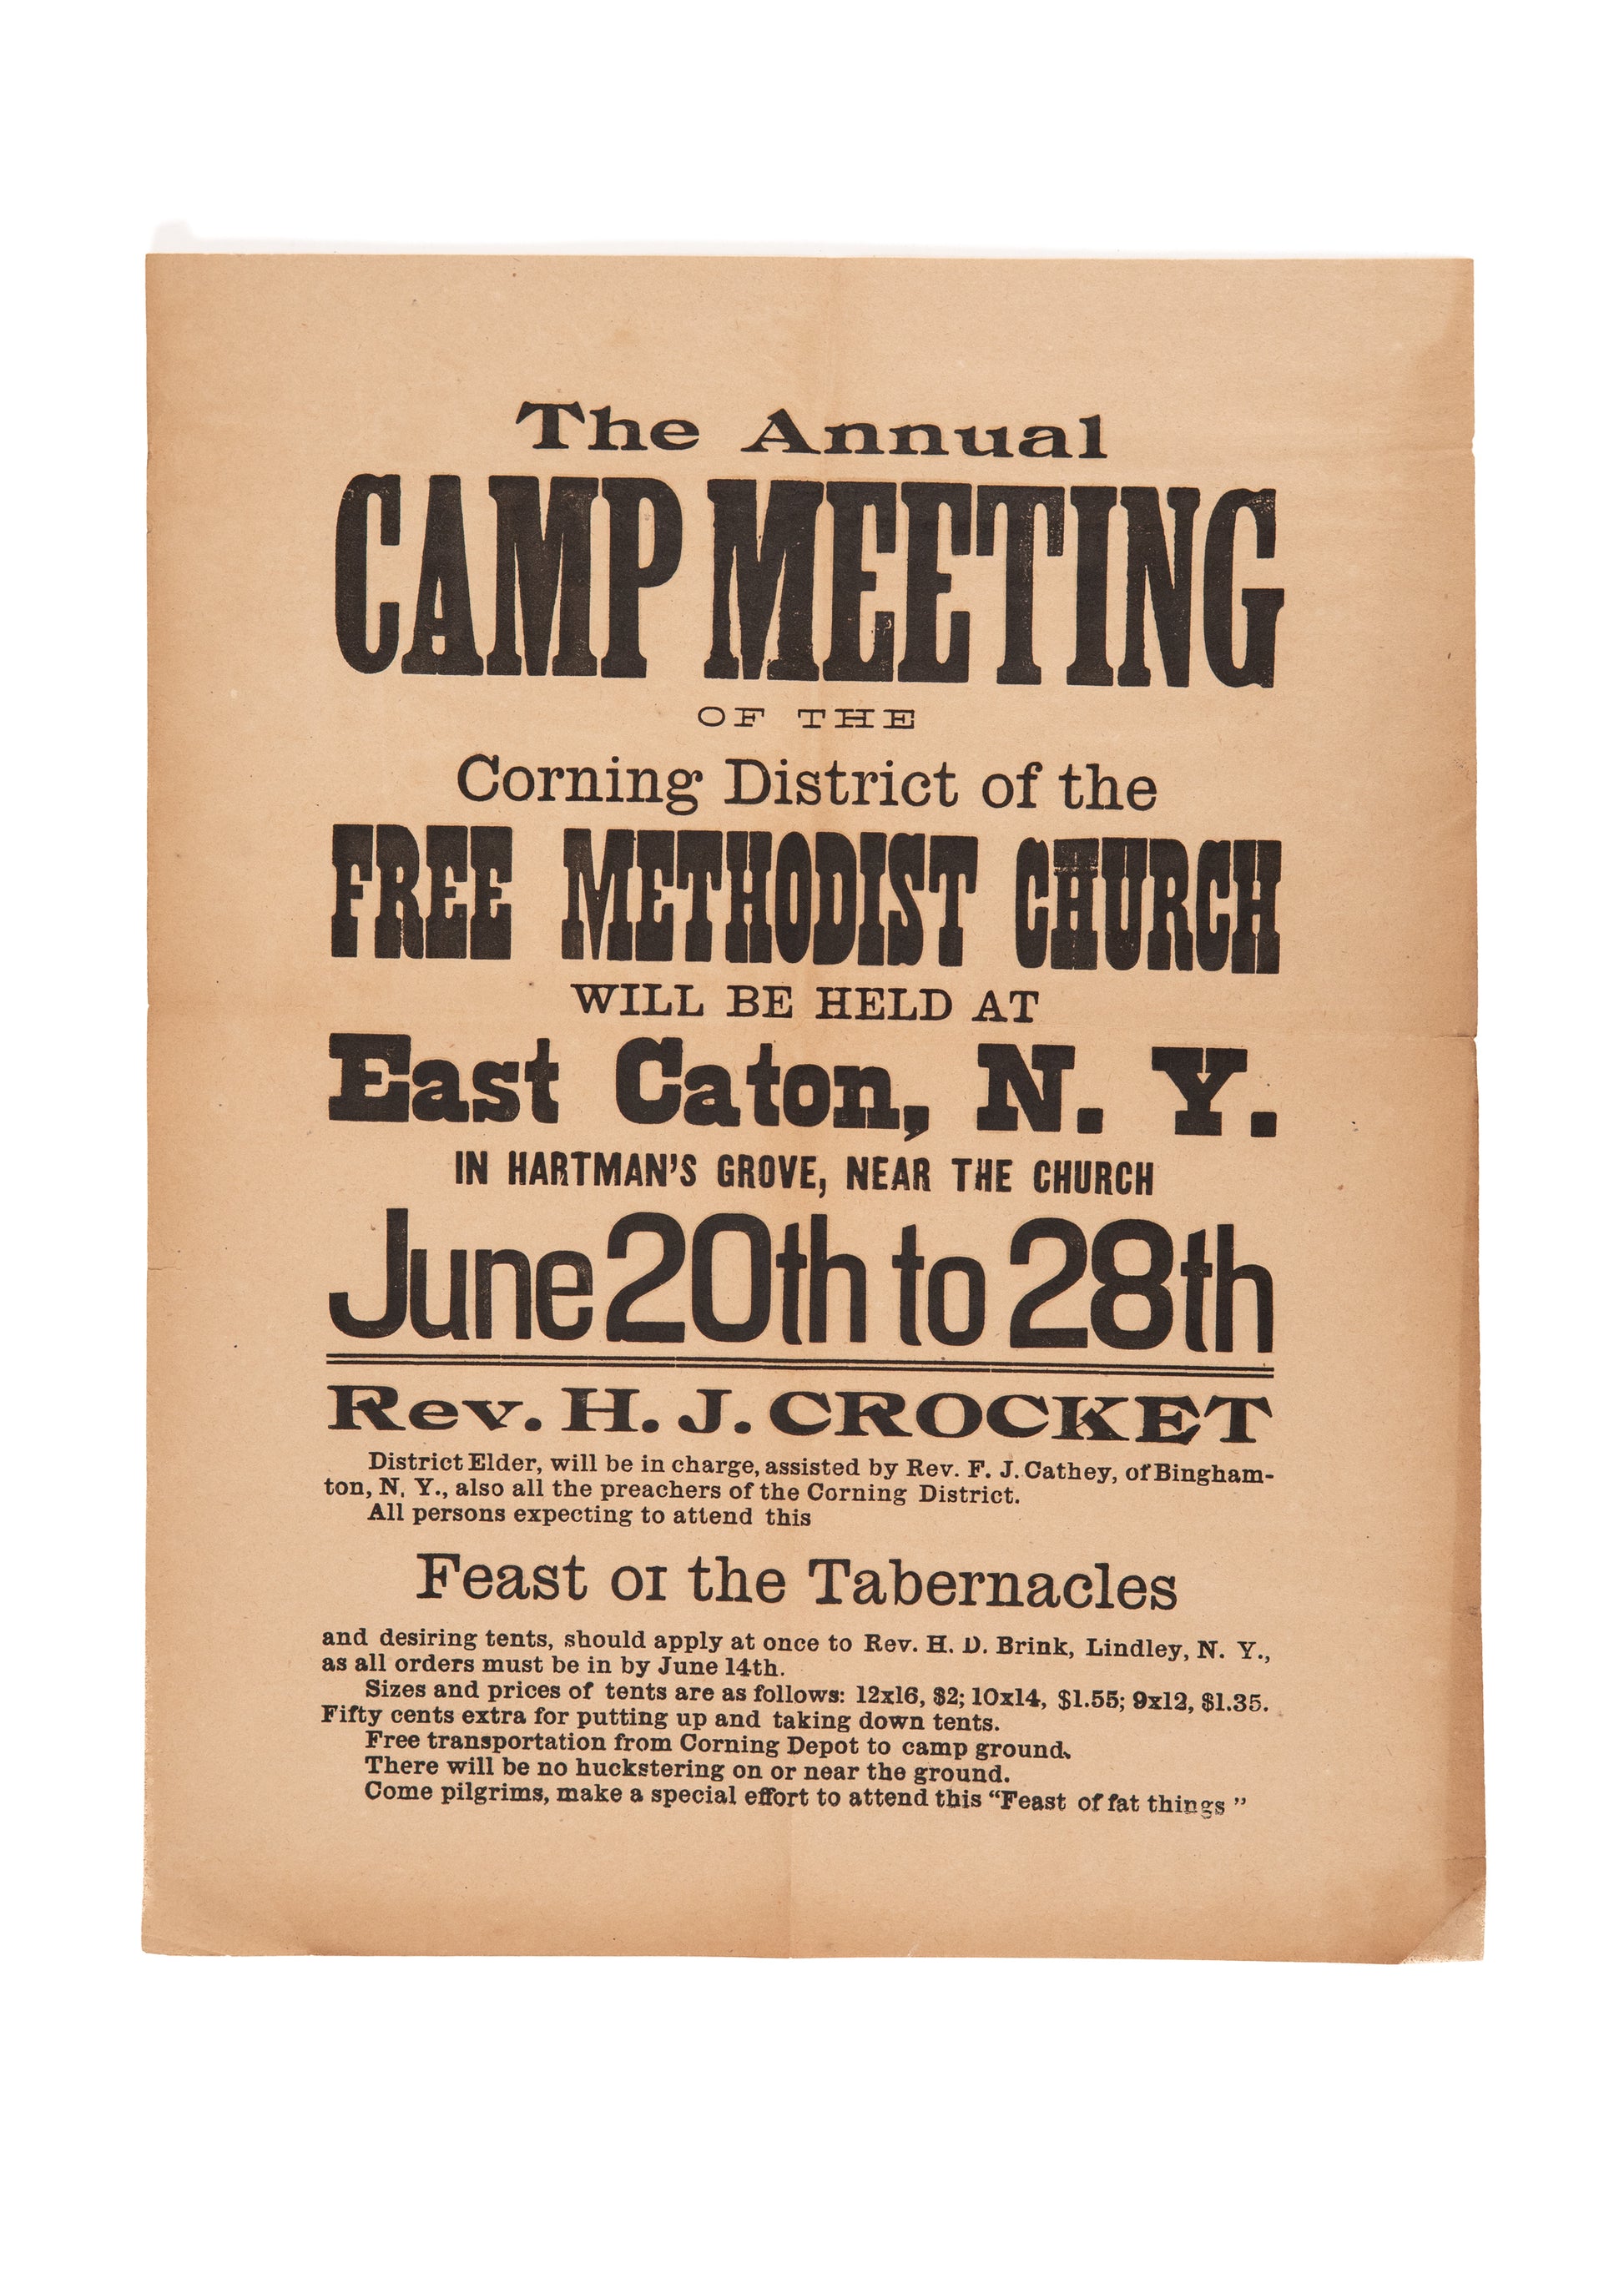 The Annual
CAMP MEETING
OF THE
Corning District of the
FREE METHODIST CHURCH
WILL BE HELD AT
East Caton, N. Y.
IN HARTMAN'S GROVE, NEAR THE CHURCH
June 20th to 28th
Rev. H. J. CROCKET
District Elder, will be in charge, assisted by Rev. F. J. Cathey, of Bingham-
ton, N. Y., also all the preachers of the Corning District.
All persons expecting to attend this
Feast of the Tabernacles
and desiring tents, should apply at once to Rev. H. D. Brink, Lindley, N. Y.,
as all orders must be in by June 14th.
Sizes and prices of tents are as follows: 12x16, $2; 10x14, $1.55; 9x12, $1.35.
Fifty cents extra for putting up and taking down tents.
Free transportation from Corning Depot to camp ground.
There will be no huckstering on or near the ground.
Come pilgrims, make a special effort to attend this “Feast of fat things ”